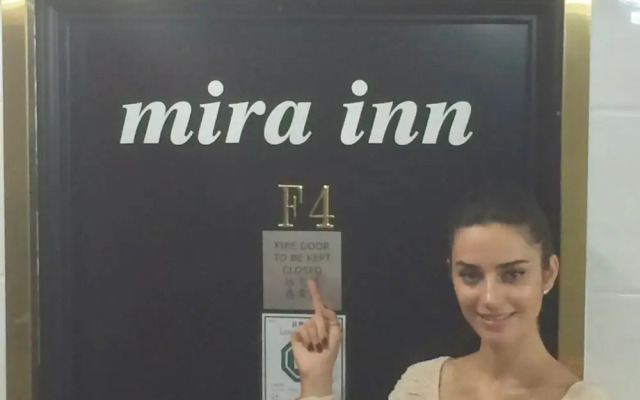 mira inn
F4
FIRE DOOR
TO BE KEPT
CLOSED